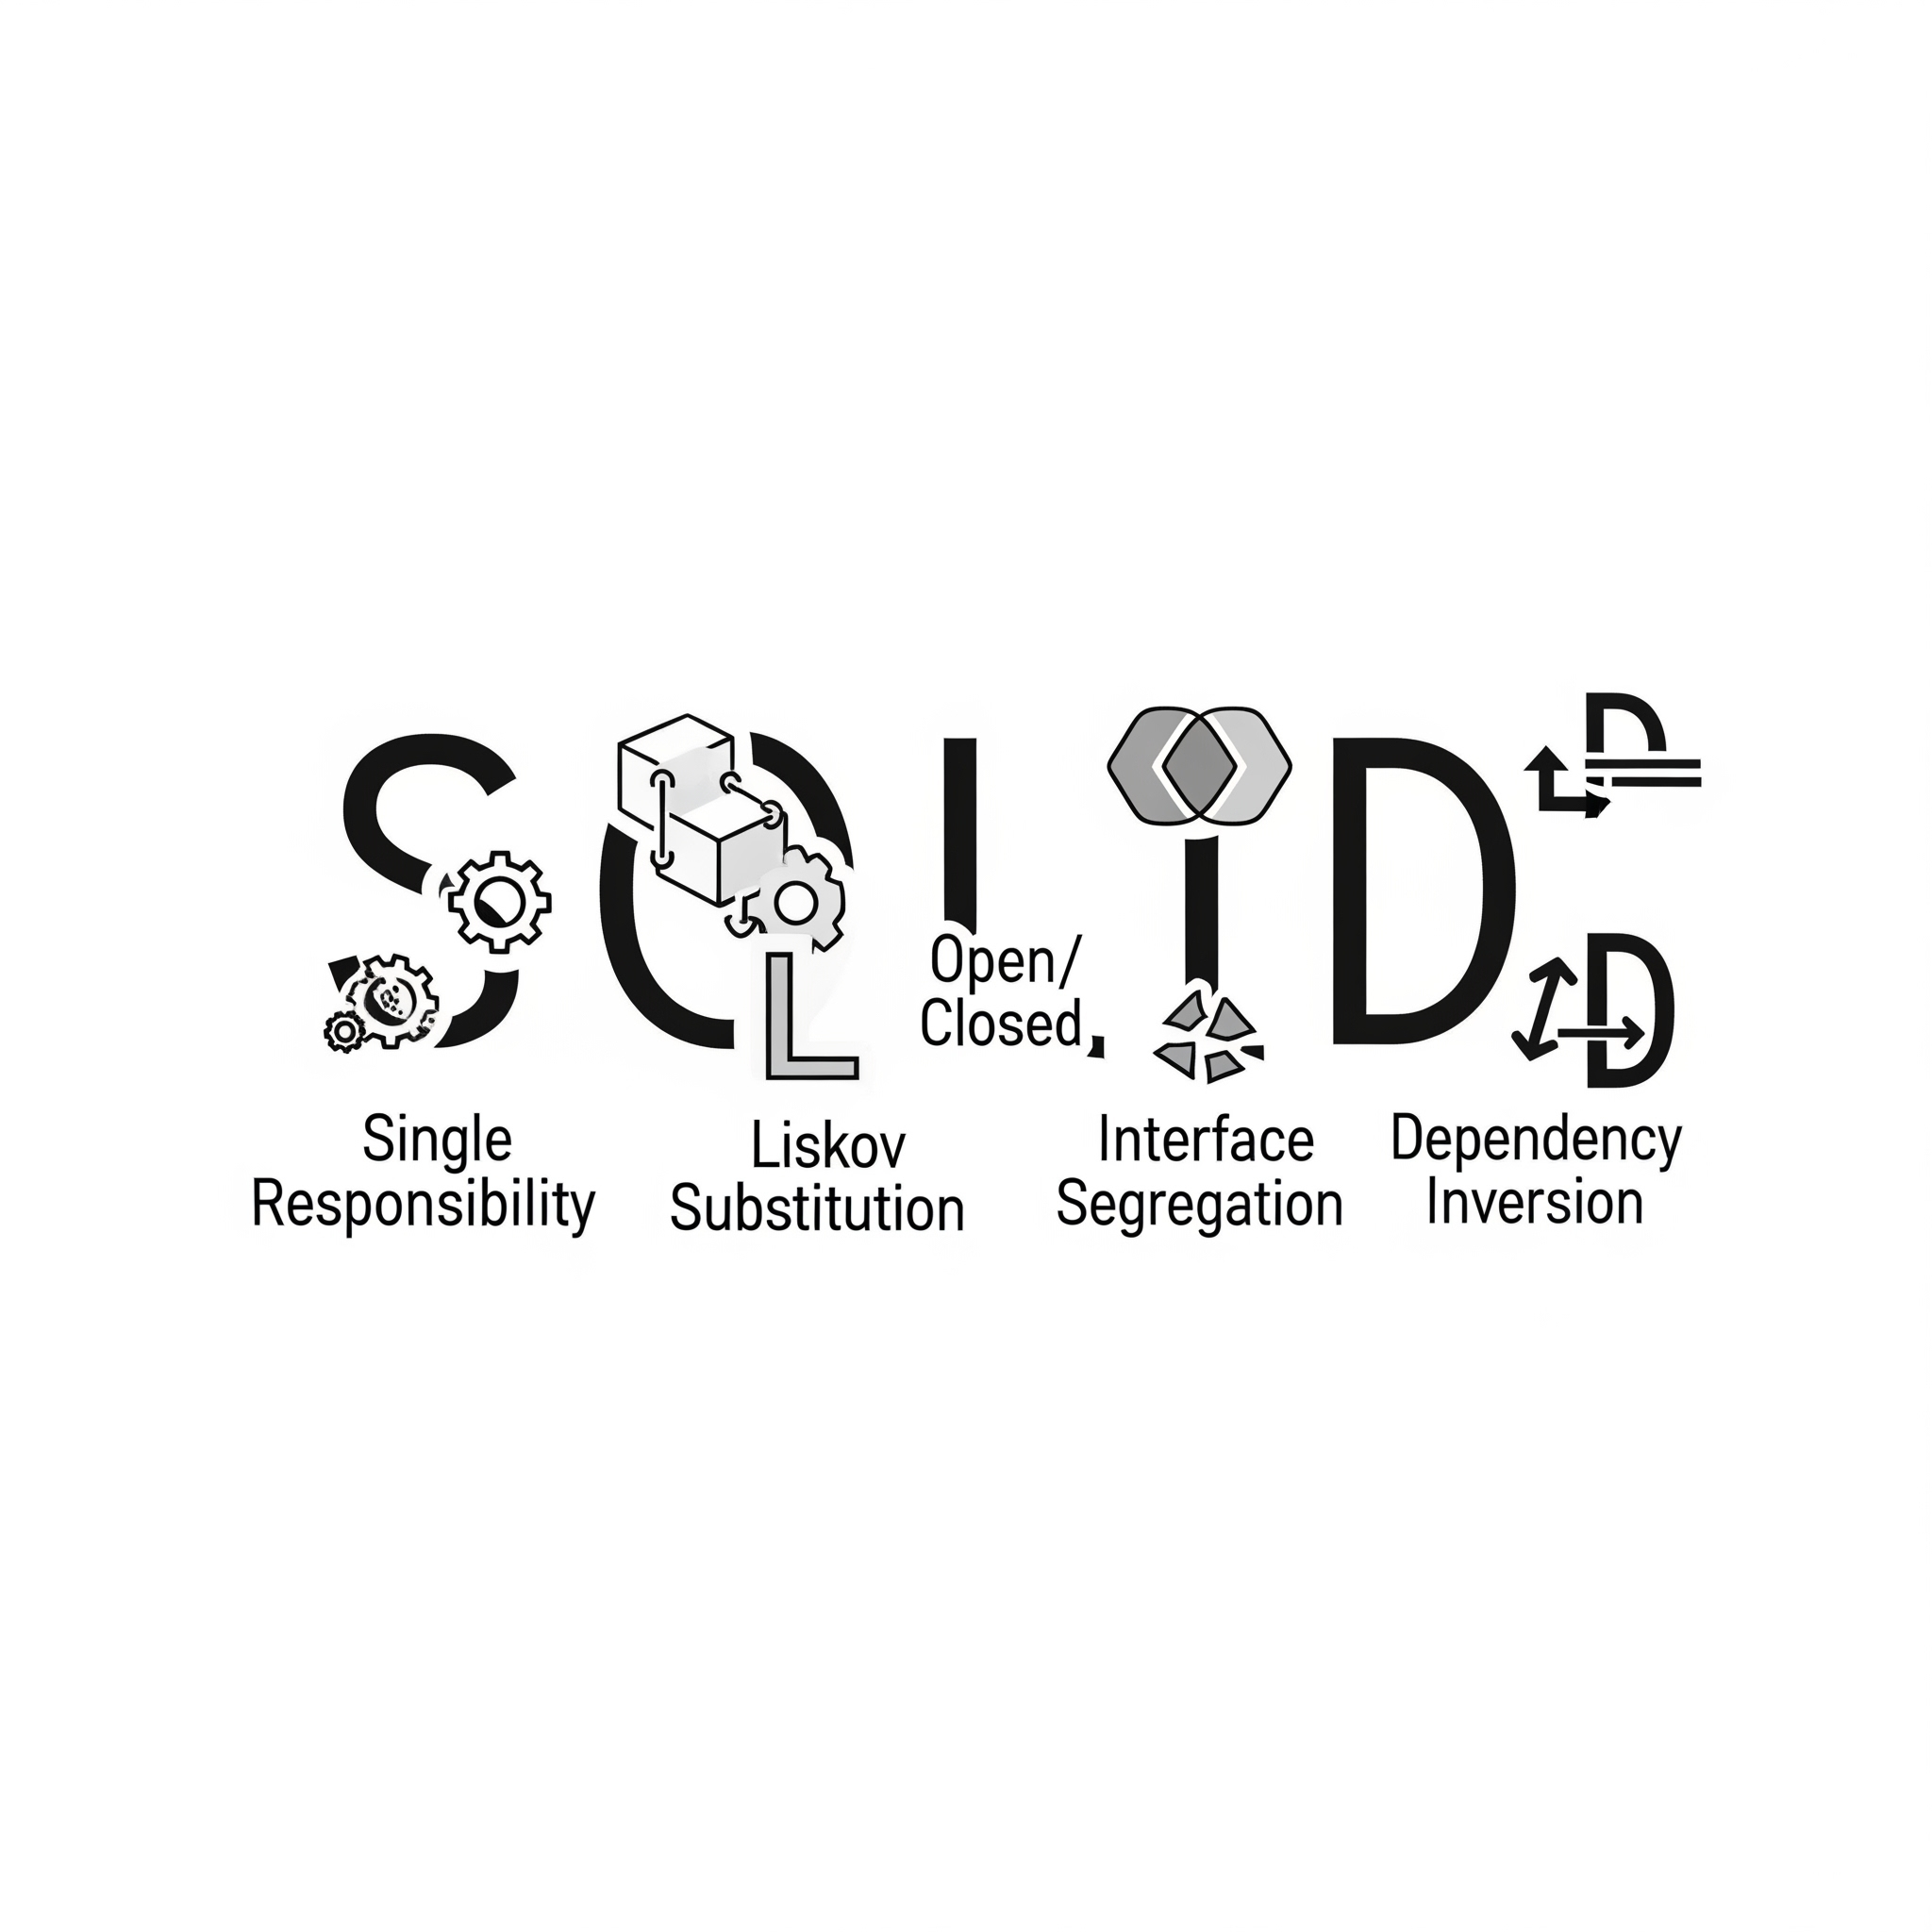 SOLID
L
D
D
Open/
Closed
Single
Responsibility
Liskov
Substitution
Interface
Segregation
Dependency
Inversion